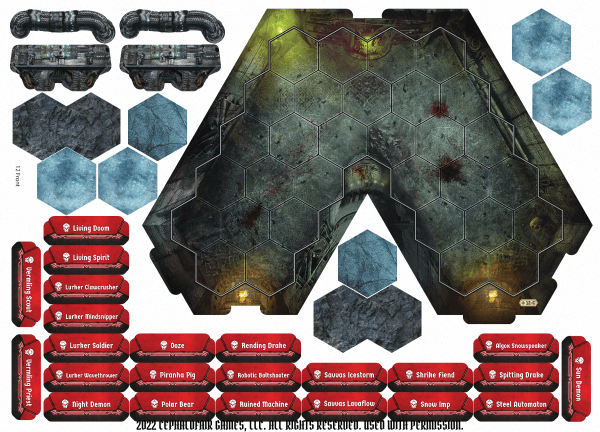 12 Front
Living Doom
Living Spirit
Vermling Scout
Lurker Clawcrusher
Lurker Mindsnipper
Lurker Soldier
Ooze
Rending Drake
Algox Snowspeaker
Vermling Priest
Lurker Wavethrower
Piranha Pig
Robotic Boltshooter
Savvas Icestorm
Shrike Fiend
Spitting Drake
Sun Demon
Night Demon
Polar Bear
Ruined Machine
Savvas Lavaflow
Snow Imp
Steel Automaton
2022 CEPHALOFAIR GAMES, LLC. ALL RIGHTS RESERVED. USED WITH PERMISSION.